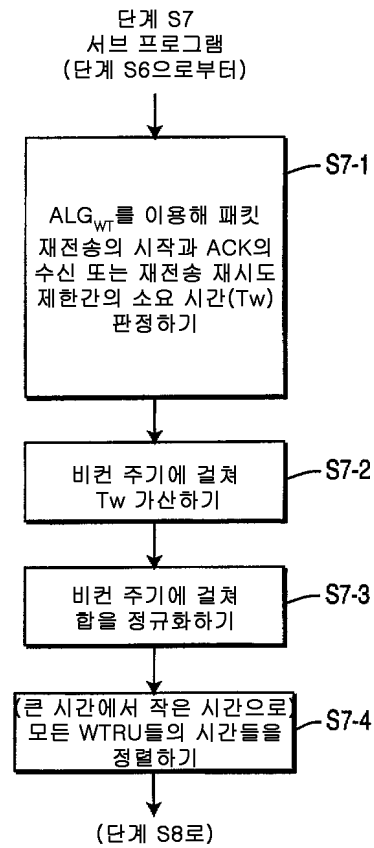 단계 S7
서브 프로그램
(단계 S6으로부터)
S7-1
ALG_WT를 이용해 패킷
재전송의 시작과 ACK의
수신 또는 재전송 재시도
제한간의 소요 시간(Tw)
판정하기
S7-2
비컨 주기에 걸쳐
Tw 가산하기
S7-3
비컨 주기에 걸쳐
합을 정규화하기
S7-4
(큰 시간에서 작은 시간으로)
모든 WTRU들의 시간들을
정렬하기
(단계 S8로)